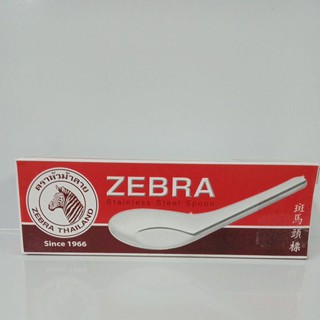 ตราหัวม้าลาย
ZEBRA THAILAND
Since 1966
ZEBRA
Stainless Steel Spoon
斑馬頭標